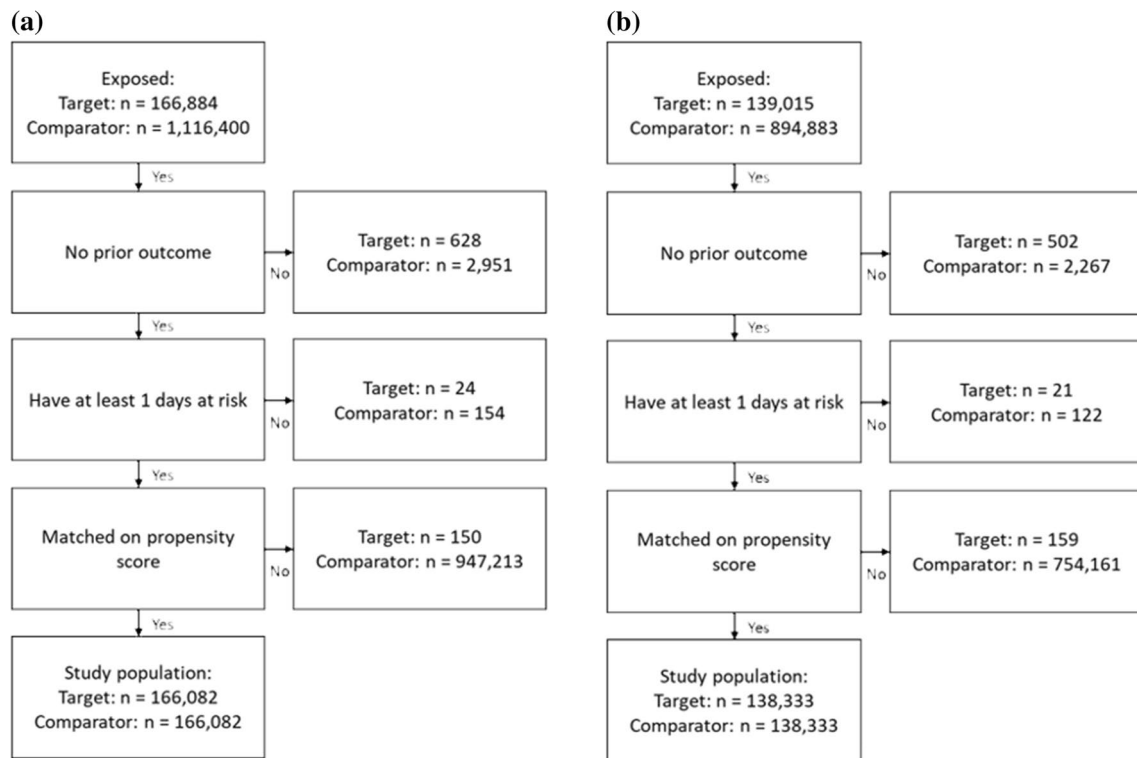 (a)
Exposed:
Target: n = 166,884
Comparator: n = 1,116,400
Yes
No prior outcome
No
Target: n = 628
Comparator: n = 2,951
Yes
Have at least 1 days at risk
No
Target: n = 24
Comparator: n = 154
Yes
Matched on propensity
score
No
Target: n = 150
Comparator: n = 947,213
Yes
Study population:
Target: n = 166,082
Comparator: n = 166,082
(b)
Exposed:
Target: n = 139,015
Comparator: n = 894,883
Yes
No prior outcome
No
Target: n = 502
Comparator: n = 2,267
Yes
Have at least 1 days at risk
No
Target: n = 21
Comparator: n = 122
Yes
Matched on propensity
score
No
Target: n = 159
Comparator: n = 754,161
Yes
Study population:
Target: n = 138,333
Comparator: n = 138,333